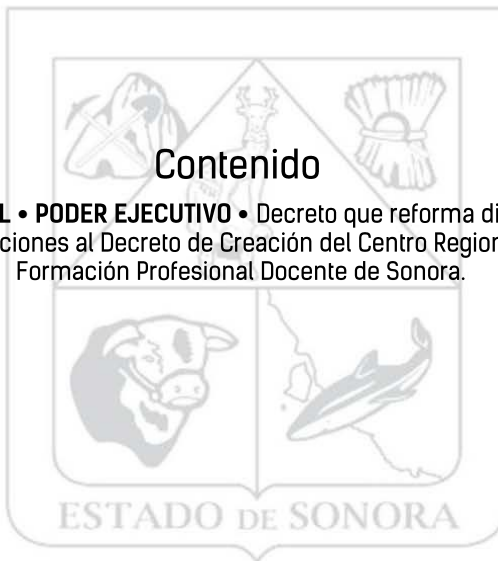 Contenido
L • PODER EJECUTIVO • Decreto que reforma di
ciones al Decreto de Creación del Centro Region
Formación Profesional Docente de Sonora.
ESTADO DE SONORA